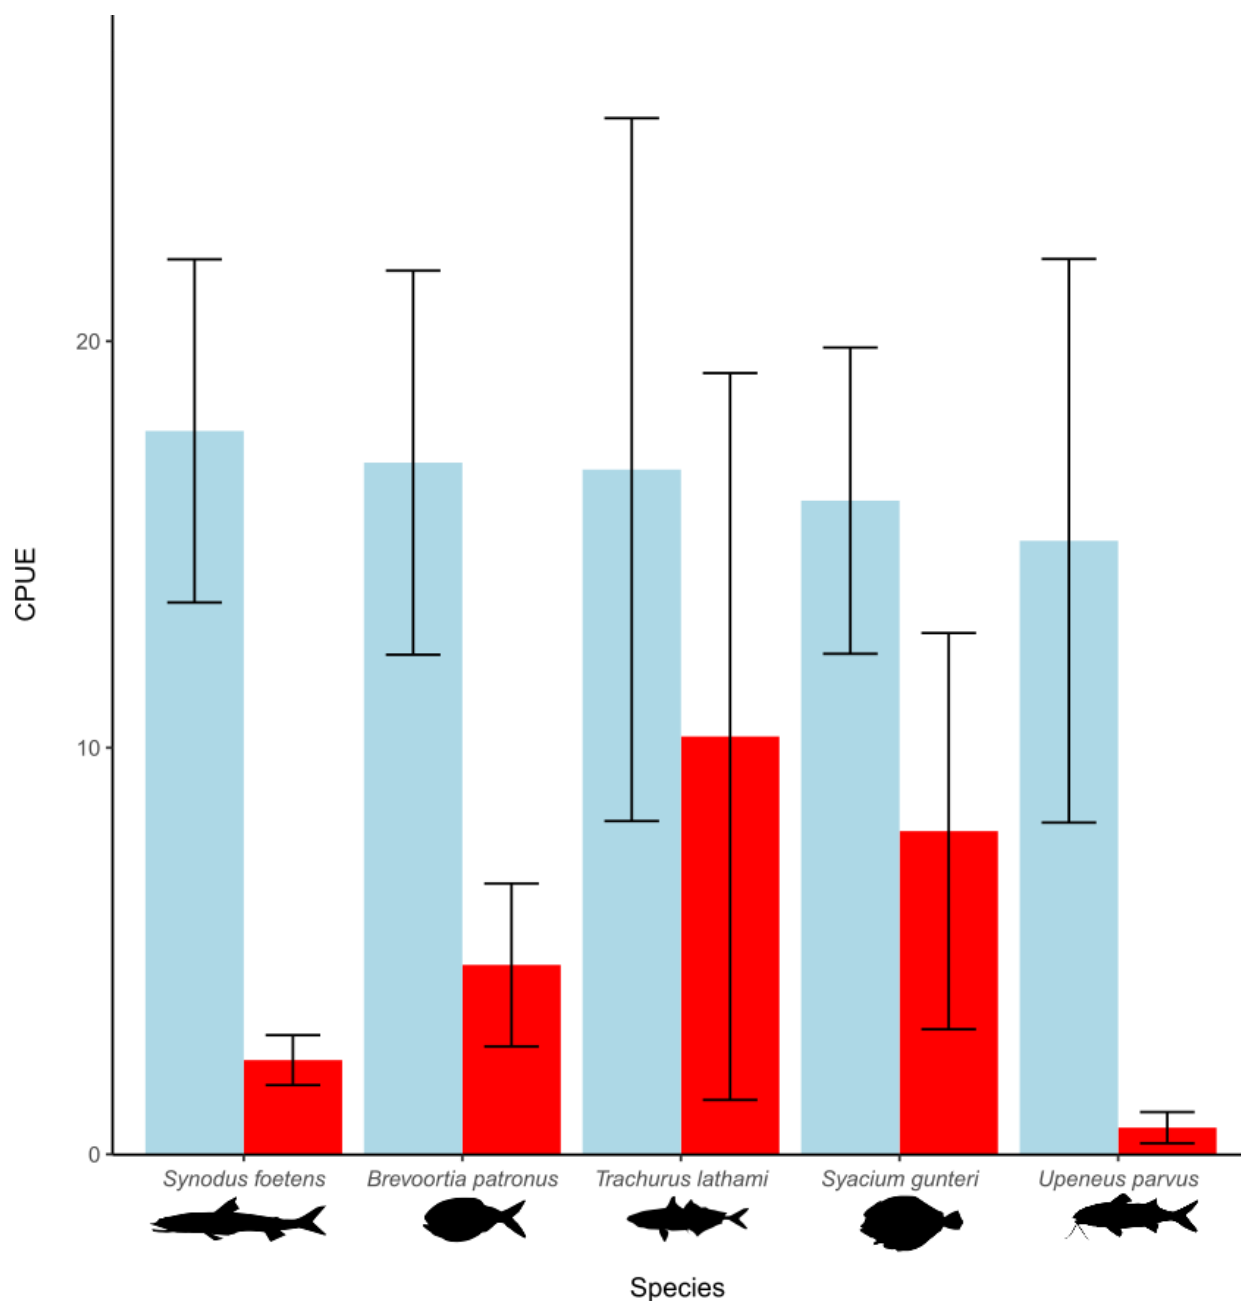 CPUE
20
10
0
Synodus foetens Brevoortia patronus Trachurus lathami Syacium gunteri Upeneus parvus
Species